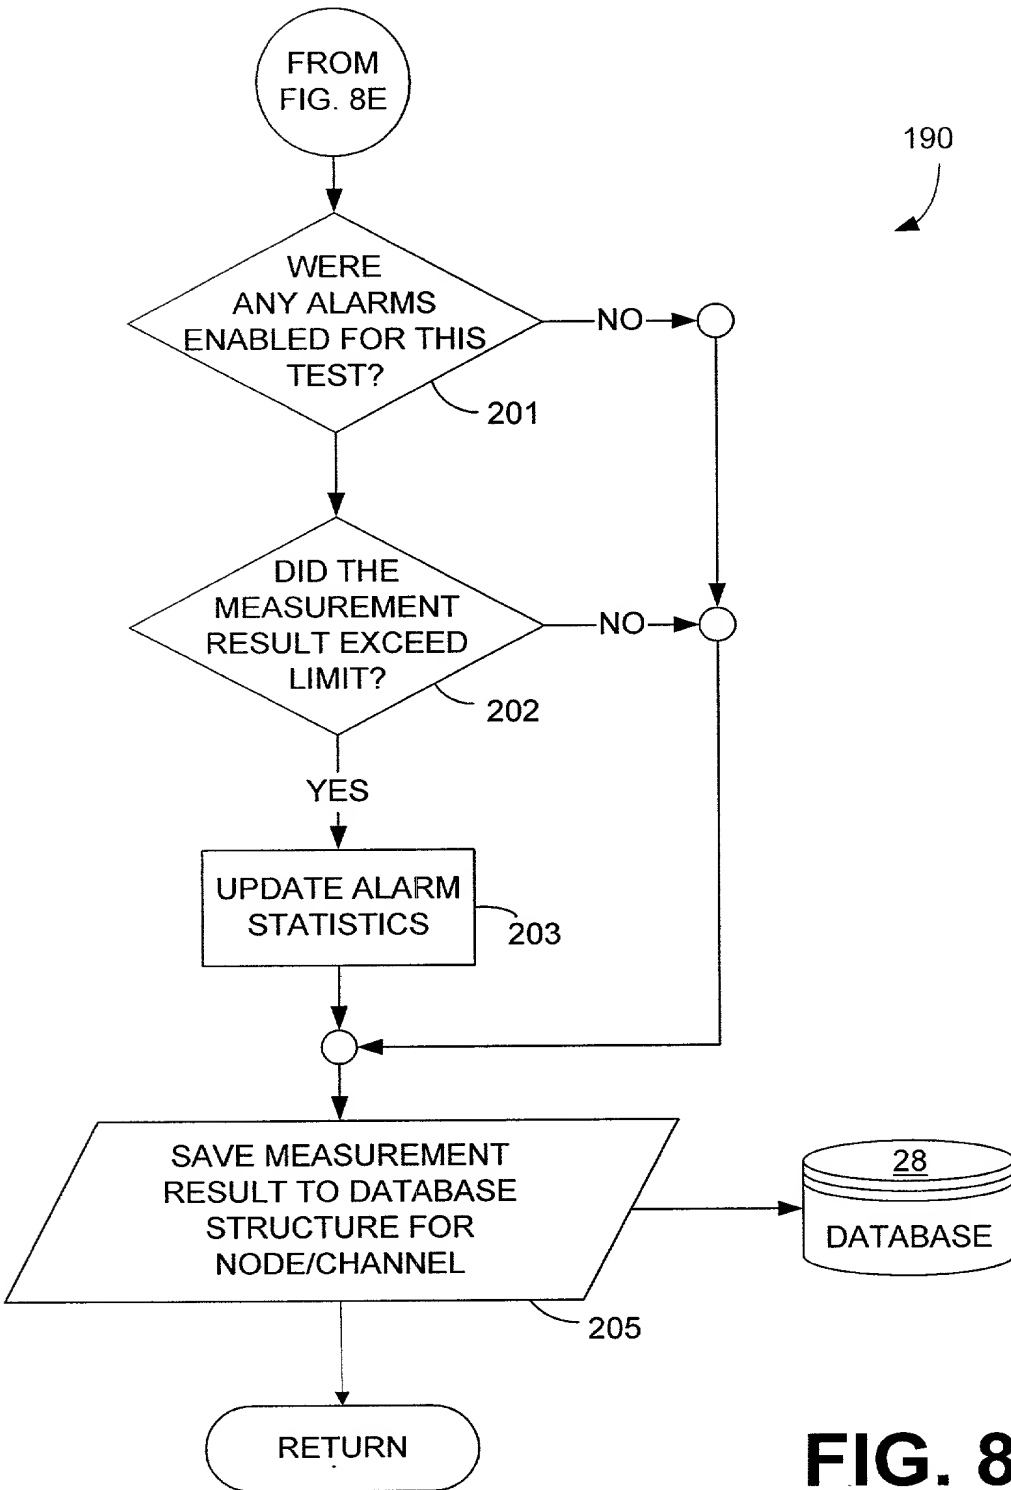 FROM
FIG. 8E
190
WERE
ANY ALARMS
ENABLED FOR THIS
TEST?
NO
201
DID THE
MEASUREMENT
RESULT EXCEED
LIMIT?
NO
202
YES
UPDATE ALARM
STATISTICS
203
SAVE MEASUREMENT
RESULT TO DATABASE
STRUCTURE FOR
NODE/CHANNEL
28
DATABASE
205
RETURN
FIG. 8